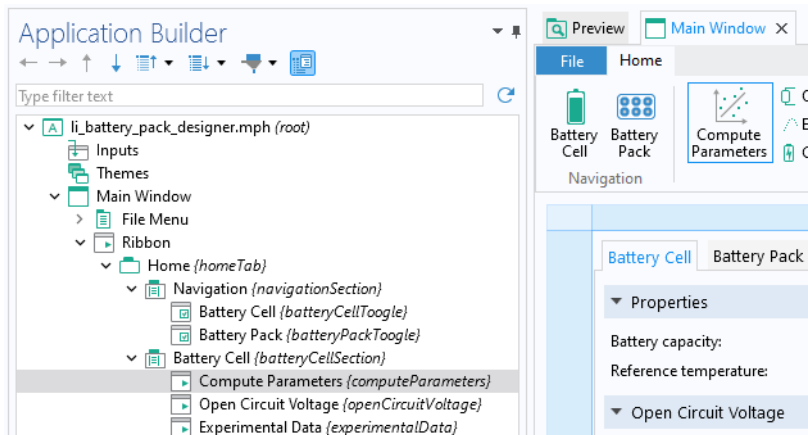 Application Builder
Type filter text
li_battery_pack_designer.mph (root)
Inputs
Themes
Main Window
File Menu
Ribbon
Home {homeTab}
Navigation {navigationSection}
Battery Cell {batteryCellToogle}
Battery Pack {batteryPackToogle}
Battery Cell {batteryCellSection}
Compute Parameters {computeParameters}
Open Circuit Voltage {openCircuitVoltage}
Experimental Data {experimentalData}
Preview
Main Window
File
Home
Battery Cell
Battery Pack
Compute Parameters
Navigation
Battery Cell
Battery Pack
Properties
Battery capacity:
Reference temperature:
Open Circuit Voltage